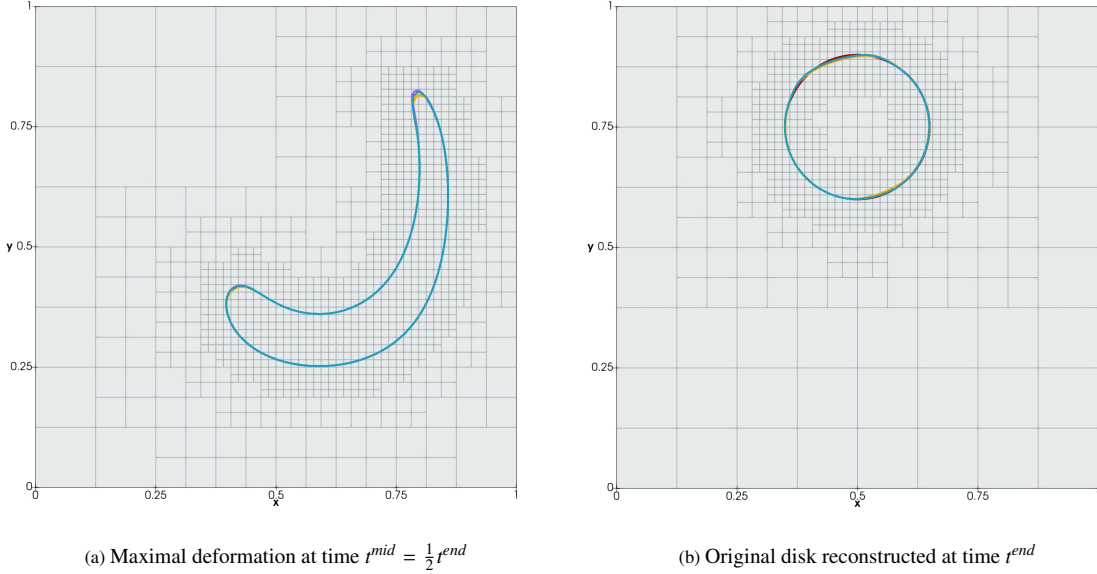 1
0.75
y 0.5
0.25
0
0 0.25 0.5 0.75 1
x
1
0.75
y 0.5
0.25
0
0 0.25 0.5 0.75
x
(a) Maximal deformation at time t^{mid} = \frac{1}{2} t^{end}
(b) Original disk reconstructed at time t^{end}